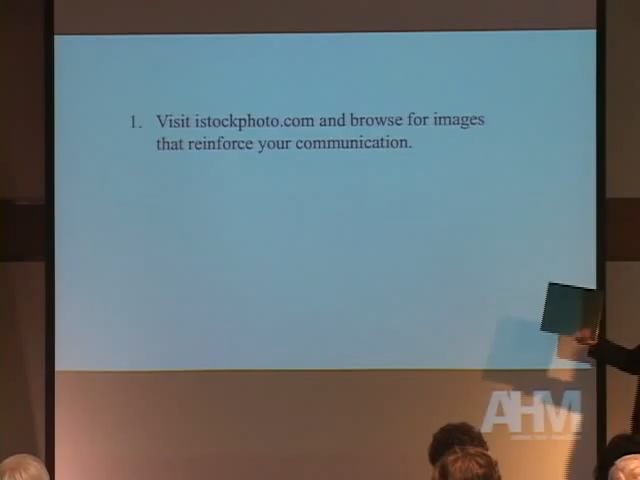 1. Visit istockphoto.com and browse for images
that reinforce your communication.
AHM